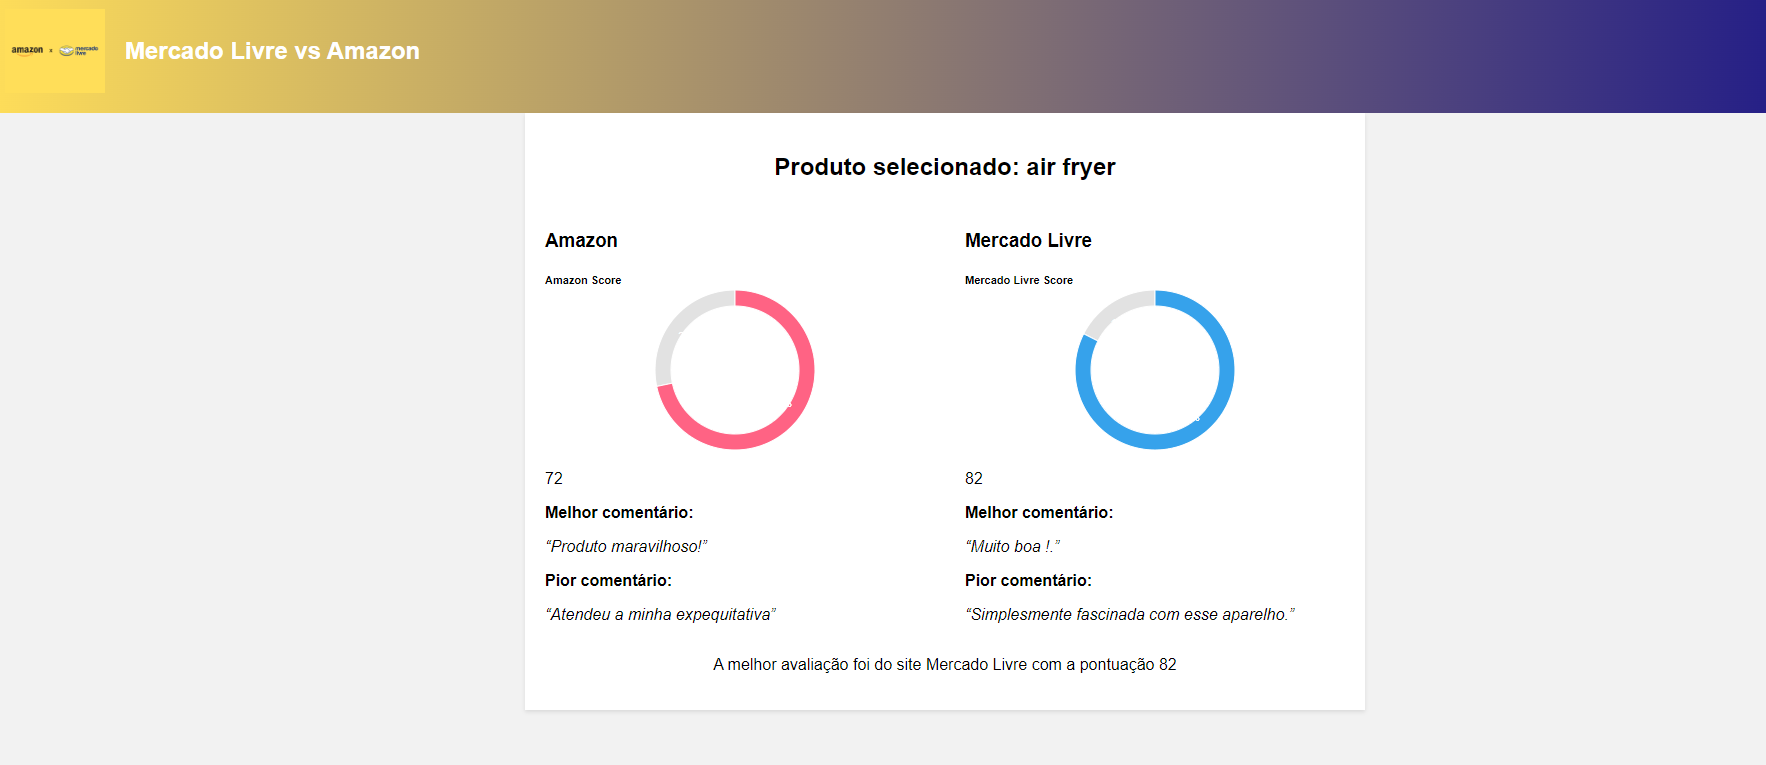 amazon x mercado livre
Mercado Livre vs Amazon
Produto selecionado: air fryer
Amazon
Amazon Score
72
Melhor comentário:
“Produto maravilhoso!”
Pior comentário:
“Atendeu a minha expequitativa”
Mercado Livre
Mercado Livre Score
82
Melhor comentário:
“Muito boa !.”
Pior comentário:
“Simplesmente fascinada com esse aparelho.”
A melhor avaliação foi do site Mercado Livre com a pontuação 82